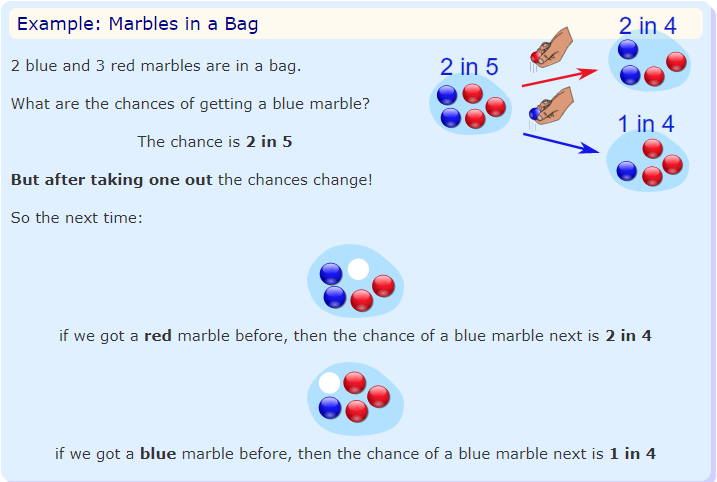 Example: Marbles in a Bag
2 blue and 3 red marbles are in a bag.
What are the chances of getting a blue marble?
The chance is 2 in 5
But after taking one out the chances change!
So the next time:
2 in 5
2 in 4
1 in 4
if we got a red marble before, then the chance of a blue marble next is 2 in 4
if we got a blue marble before, then the chance of a blue marble next is 1 in 4